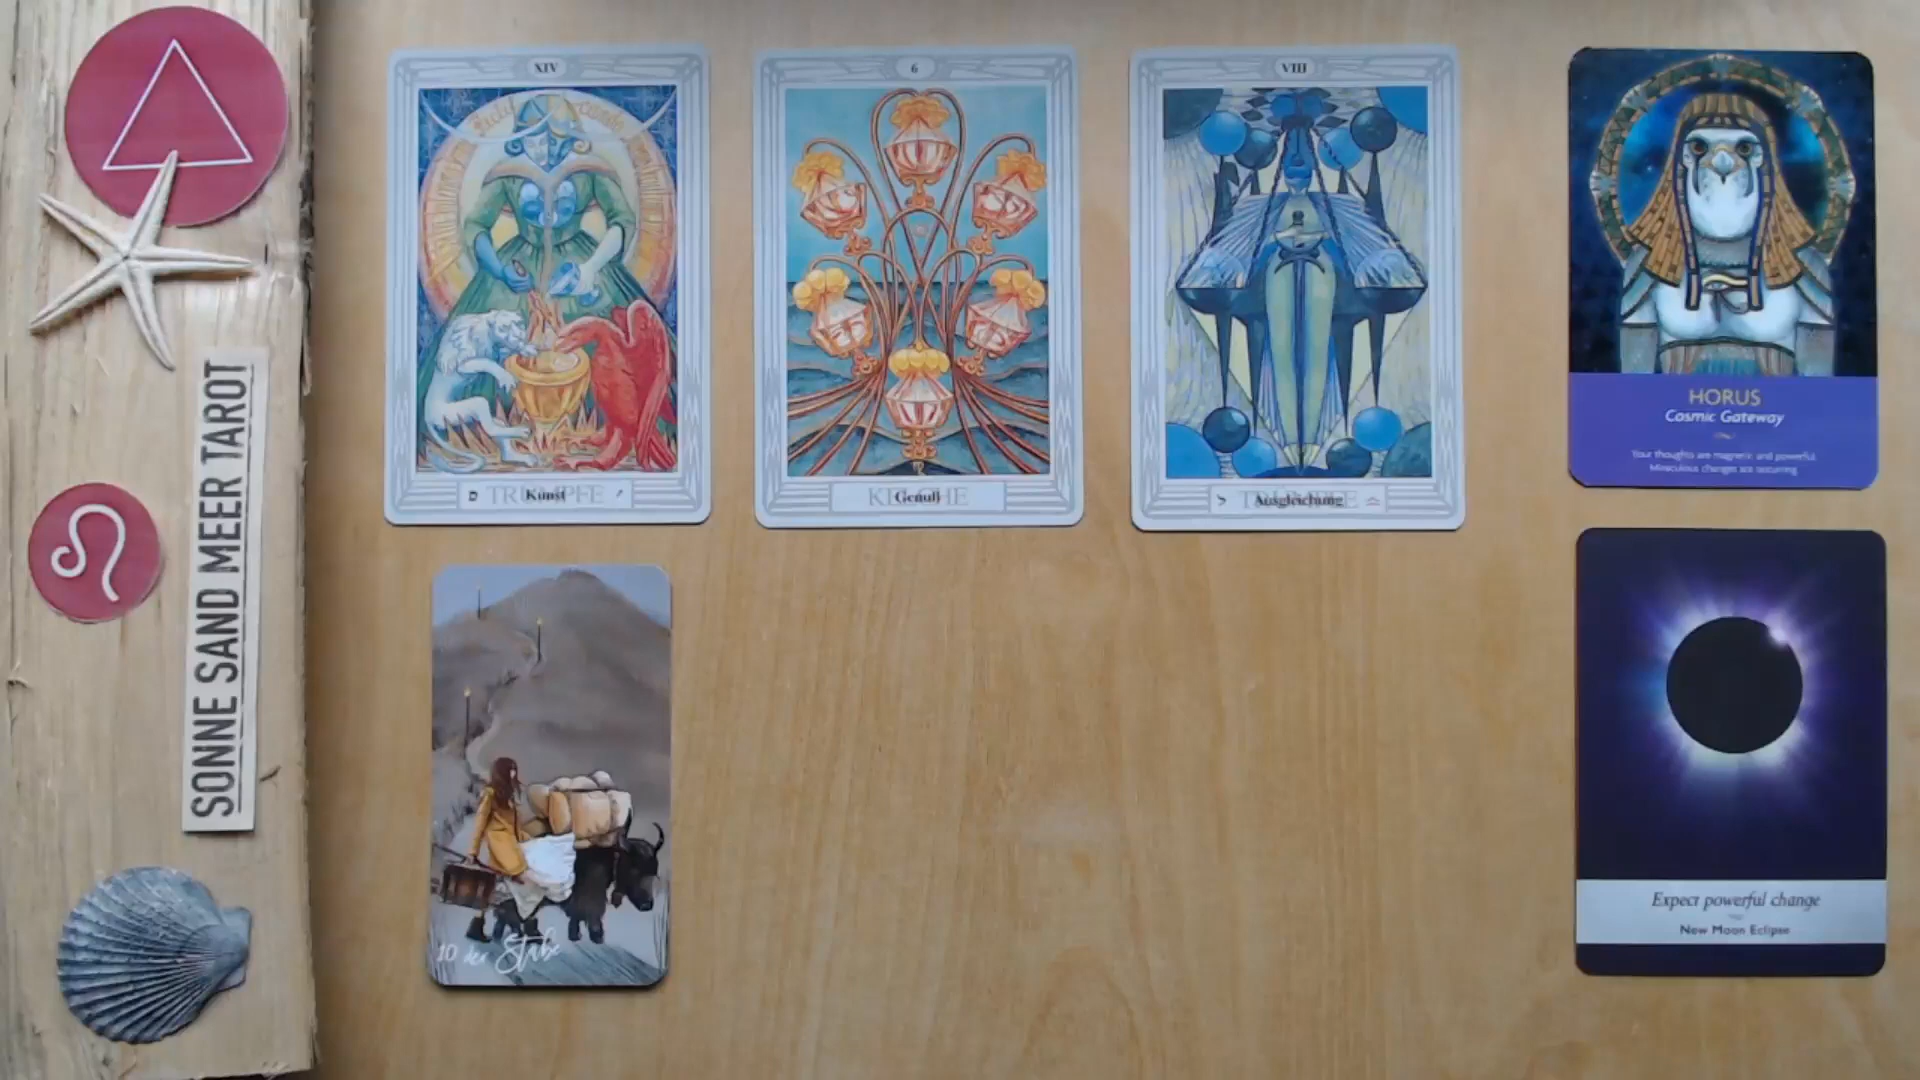 SONNE SAND MEER TAROT
XIV
Kunst
6
Genuß
VIII
Ausgleichung
HORUS
Cosmic Gateway
Your thoughts are magnetic and powerful.
Miraculous changes are occurring
10 der Stäbe
Expect powerful change
New Moon Eclipse